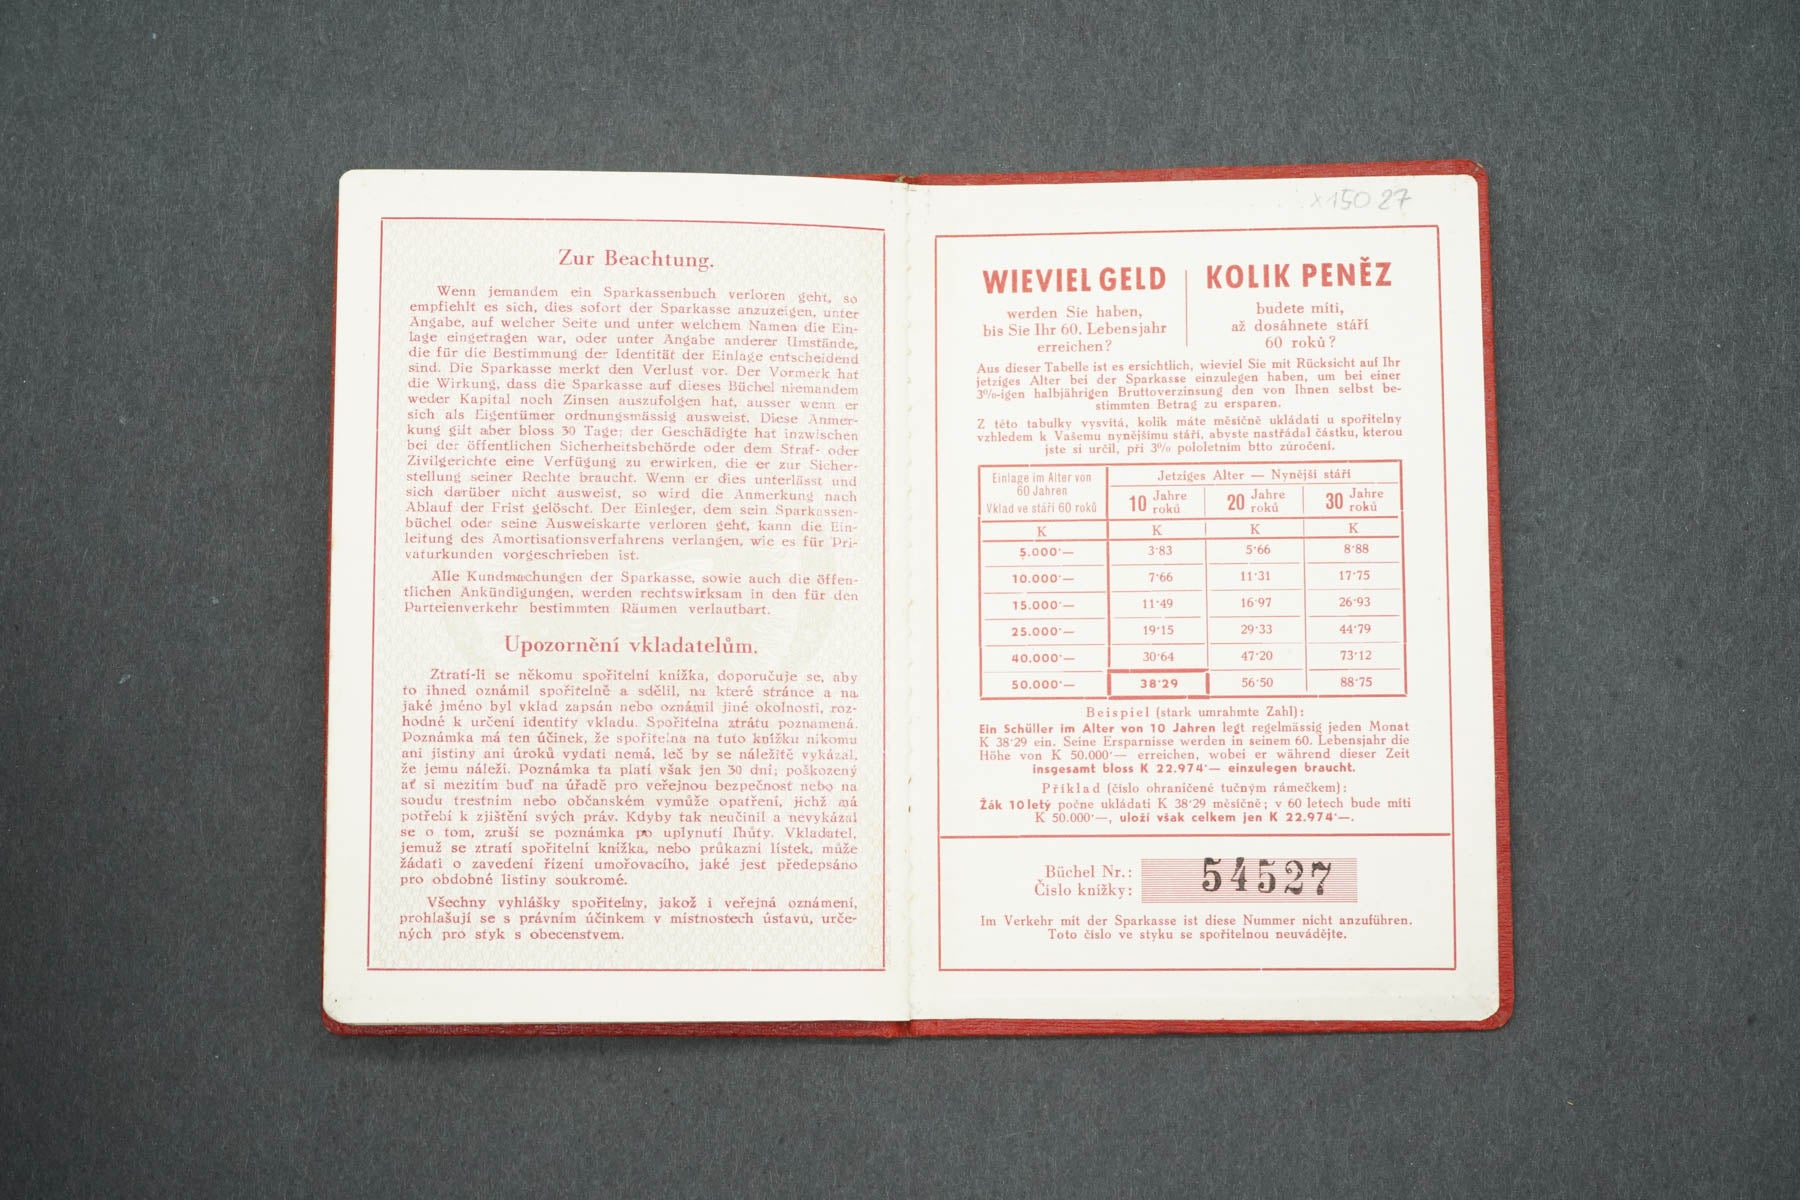 Zur Beachtung.
Wenn jemandem ein Sparkassenbuch verloren geht, so
empfiehlt es sich, dies sofort der Sparkasse anzuzeigen, unter
Angabe, auf welcher Seite und unter welchem Namen die Ein-
lage eingetragen war, oder unter Angabe anderer Umstände,
die für die Bestimmung der Identität der Einlage entscheidend
sind. Die Sparkasse merkt den Verlust vor. Der Vormerk hat
die Wirkung, dass die Sparkasse auf dieses Büchel niemandem
weder Kapital noch Zinsen auszufolgen hat, ausser wenn er
sich als Eigentümer ordnungsmässig ausweist. Diese Anmer-
kung gilt aber bloss 30 Tage; der Geschädigte hat inzwischen
bei der öffentlichen Sicherheitsbehörde oder dem Straf- oder
Zivilgerichte eine Verfügung zu erwirken, die er zur Sicher-
stellung seiner Rechte braucht. Wenn er dies unterlässt und
sich darüber nicht ausweist, so wird die Anmerkung nach
Ablauf der Frist gelöscht. Der Einleger, dem sein Sparkassen-
büchel oder seine Ausweiskarte verloren geht, kann die Ein-
leitung des Amortisationsverfahrens verlangen, wie es für Pri-
vaturkunden vorgeschrieben ist.
Alle Kundmachungen der Sparkasse, sowie auch die öffen-
tlichen Ankündigungen, werden rechtswirksam in den für den
Parteienverkehr bestimmten Räumen verlautbart.
Upozornění vkladatelům.
Ztratí-li se někomu spořitelní knížka, doporučuje se, aby
to ihned oznámil spořitelně a sdělil, na které stránce a na
jaké jméno byl vklad zapsán nebo oznámil jiné okolnosti, roz-
hodné k určení identity vkladu. Spořitelna ztrátu poznamená.
Poznámka má ten účinek, že spořitelna na tuto knížku nikomu
ani jistiny ani úroků vydati nemá, leč by se náležitě vykázal,
že jemu náleží. Poznámka ta platí však jen 30 dní; poškozený
ať si mezitím buď na úřadě pro veřejnou bezpečnost nebo na
soudu trestním nebo občanském vymůže opatření, jichž má
potřebí k zjištění svých práv. Kdyby tak neučinil a nevykázal
se o tom, zruší se poznámka po uplynutí lhůty. Vkladatel,
jemuž se ztratí spořitelní knížka, nebo průkazní lístek, může
žádati o zavedení řízení umořovacího, jaké jest předepsáno
pro obdobné listiny soukromé.
Všechny vyhlášky spořitelny, jakož i veřejná oznámení,
prohlašují se s právním účinkem v místnostech ústavu, urče-
ných pro styk s obecenstvem.
x150 27
WIEVIEL GELD
werden Sie haben,
bis Sie Ihr 60. Lebensjahr
erreichen?
KOLIK PENĚZ
budete míti,
až dosáhnete stáří
60 roků?
Aus dieser Tabelle ist es ersichtlich, wieviel Sie mit Rücksicht auf Ihr
jetziges Alter bei der Sparkasse einzulegen haben, um bei einer
3%-igen halbjährigen Bruttoverzinsung den von Ihnen selbst be-
stimmten Betrag zu ersparen.
Z této tabulky vysvitá, kolik máte měsíčně ukládati u spořitelny
vzhledem k Vašemu nynějšímu stáří, abyste nastřádal částku, kterou
jste si určil, při 3% pololetním btto zúročení.
Einlage im Alter von
60 Jahren
Vklad ve stáří 60 roků
Jetziges Alter — Nynější stáří
10 Jahre roků 20 Jahre roků 30 Jahre roků
K K K K
5.000·— 3·83 5·66 8·88
10.000·— 7·66 11·31 17·75
15.000·— 11·49 16·97 26·93
25.000·— 19·15 29·33 44·79
40.000·— 30·64 47·20 73·12
50.000·— 38·29 56·50 88·75
Beispiel (stark umrahmte Zahl):
Ein Schüller im Alter von 10 Jahren legt regelmässig jeden Monat
K 38·29 ein. Seine Ersparnisse werden in seinem 60. Lebensjahr die
Höhe von K 50.000·— erreichen, wobei er während dieser Zeit
insgesamt bloss K 22.974·— einzulegen braucht.
Příklad (číslo ohraničené tučným rámečkem):
Žák 10letý počne ukládati K 38·29 měsíčně; v 60 letech bude míti
K 50.000·—, uloží však celkem jen K 22.974·—.
Büchel Nr.:
Číslo knížky:
54527
Im Verkehr mit der Sparkasse ist diese Nummer nicht anzuführen.
Toto číslo ve styku se spořitelnou neuvádějte.